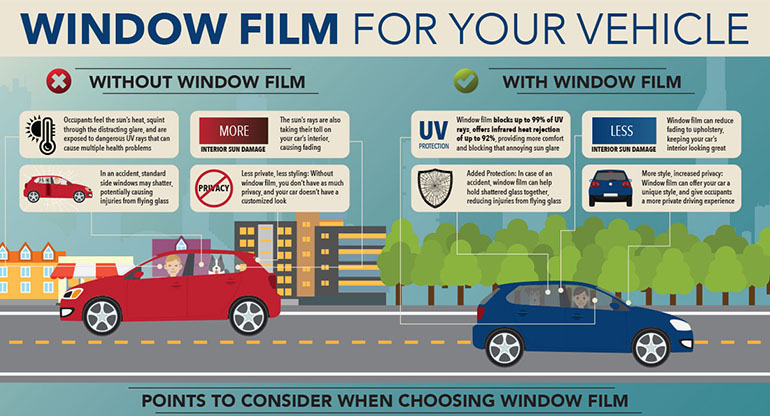 WINDOW FILM FOR YOUR VEHICLE
WITHOUT WINDOW FILM
Occupants feel the sun's heat, squint
through the distracting glare, and are
exposed to dangerous UV rays that can
cause multiple health problems
MORE
INTERIOR SUN DAMAGE
The sun's rays are also
taking their toll on
your car's interior,
causing fading
In an accident, standard
side windows may shatter,
potentially causing
injuries from flying glass
PRIVACY
Less private, less styling: Without
window film, you don't have as much
privacy, and your car doesn't have a
customized look
WITH WINDOW FILM
UV
PROTECTION
Window film blocks up to 99% of UV
rays, offers infrared heat rejection
of up to 92%, providing more comfort
and blocking that annoying sun glare
LESS
INTERIOR SUN DAMAGE
Window film can reduce
fading to upholstery,
keeping your car's
interior looking great
Added Protection: In case of an
accident, window film can help
hold shattered glass together,
reducing injuries from flying glass
More style, increased privacy:
Window film can offer your car a
unique style, and give occupants
a more private driving experience
POINTS TO CONSIDER WHEN CHOOSING WINDOW FILM